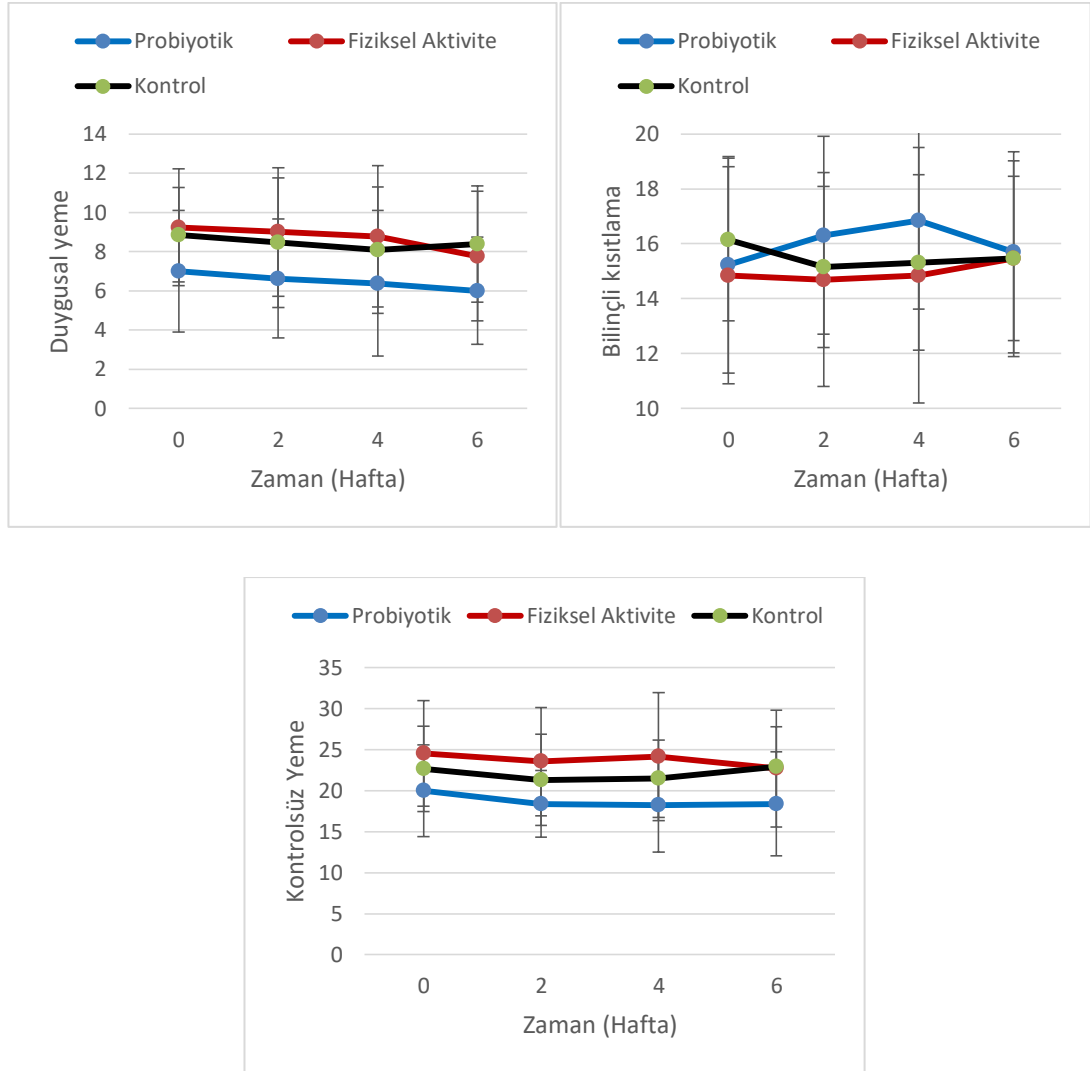 Probiyotik Fiziksel Aktivite
Kontrol
14
12
10
8
6
4
2
0
Duygusal yeme
0 2 4 6
Zaman (Hafta)
Probiyotik Fiziksel Aktivite
Kontrol
20
18
16
14
12
10
Bilinçli kısıtlama
0 2 4 6
Zaman (Hafta)
Probiyotik Fiziksel Aktivite Kontrol
35
30
25
20
15
10
5
0
Kontrolsüz Yeme
0 2 4 6
Zaman (Hafta)